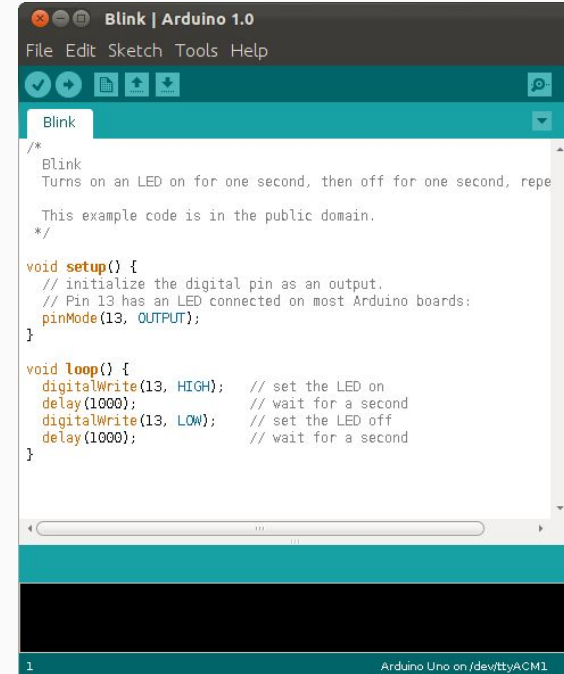 Blink | Arduino 1.0
File Edit Sketch Tools Help
Blink
/*
  Blink
  Turns on an LED on for one second, then off for one second, repe

  This example code is in the public domain.
 */

void setup() {
  // initialize the digital pin as an output.
  // Pin 13 has an LED connected on most Arduino boards:
  pinMode(13, OUTPUT);
}

void loop() {
  digitalWrite(13, HIGH);   // set the LED on
  delay(1000);              // wait for a second
  digitalWrite(13, LOW);    // set the LED off
  delay(1000);              // wait for a second
}
1 Arduino Uno on /dev/ttyACM1